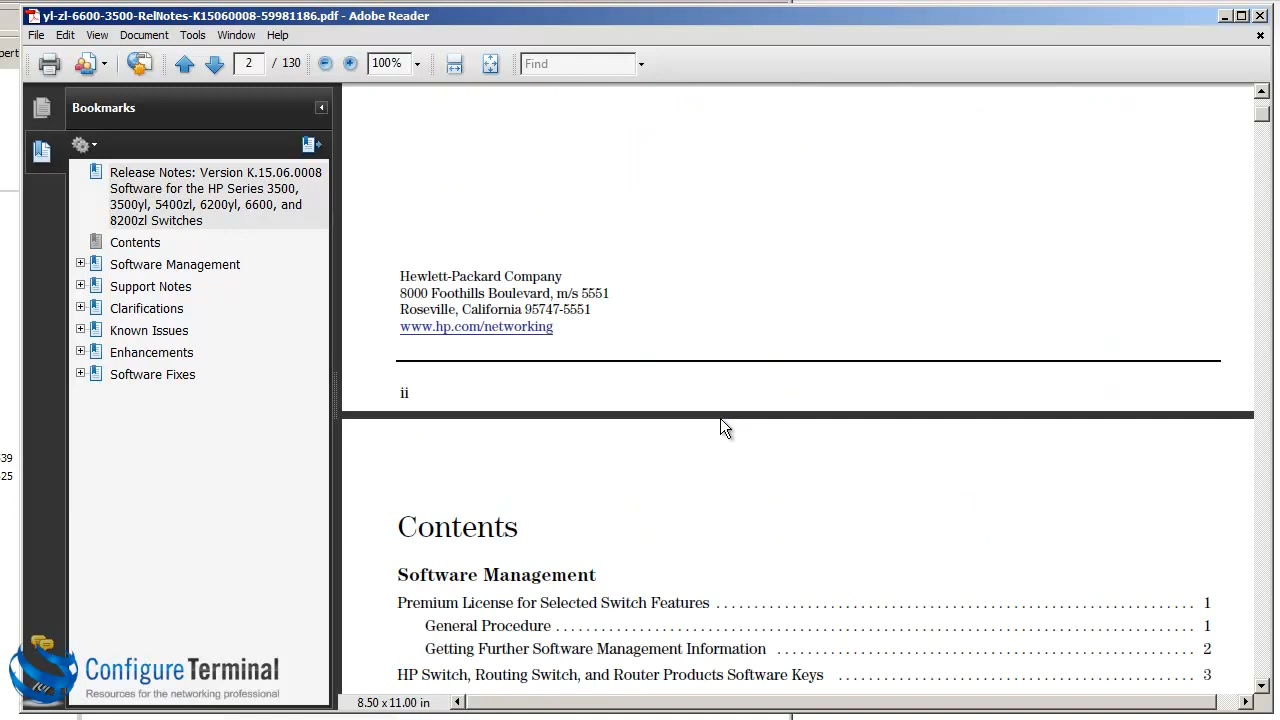 yl-zl-6600-3500-RelNotes-K15060008-59981186.pdf - Adobe Reader
File Edit View Document Tools Window Help
2 / 130 100% Find
Bookmarks
Release Notes: Version K.15.06.0008
Software for the HP Series 3500,
3500yl, 5400zl, 6200yl, 6600, and
8200zl Switches
Contents
Software Management
Support Notes
Clarifications
Known Issues
Enhancements
Software Fixes
Hewlett-Packard Company
8000 Foothills Boulevard, m/s 5551
Roseville, California 95747-5551
www.hp.com/networking
ii
Contents
Software Management
Premium License for Selected Switch Features . . . . . . . . . . . . . . . . . . . . . . . . . . . . . . . . . . . . . . . . . . . . . . . . . . . . . . . . . . . 1
General Procedure . . . . . . . . . . . . . . . . . . . . . . . . . . . . . . . . . . . . . . . . . . . . . . . . . . . . . . . . . . . . . . . . . . . . . . . . . . . . 1
Getting Further Software Management Information . . . . . . . . . . . . . . . . . . . . . . . . . . . . . . . . . . . . . . . . . . . . . . . . . . 2
HP Switch, Routing Switch, and Router Products Software Keys . . . . . . . . . . . . . . . . . . . . . . . . . . . . . . . . . . . . . . . . . . 3
8.50 x 11.00 in
ConfigureTerminal
Resources for the networking professional
pert
39
25